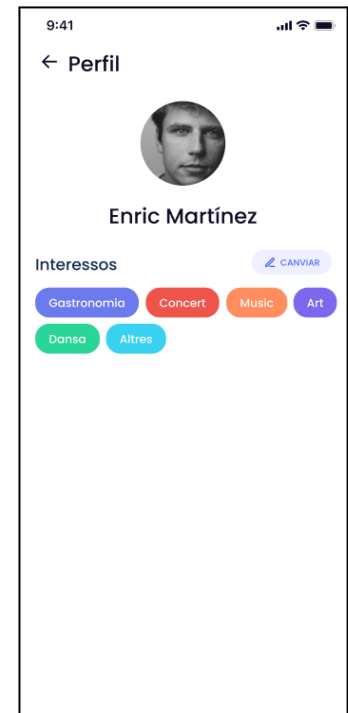 9:41
Perfil
Enric Martínez
Interessos CANVIAR
Gastronomia Concert Music Art
Dansa Altres